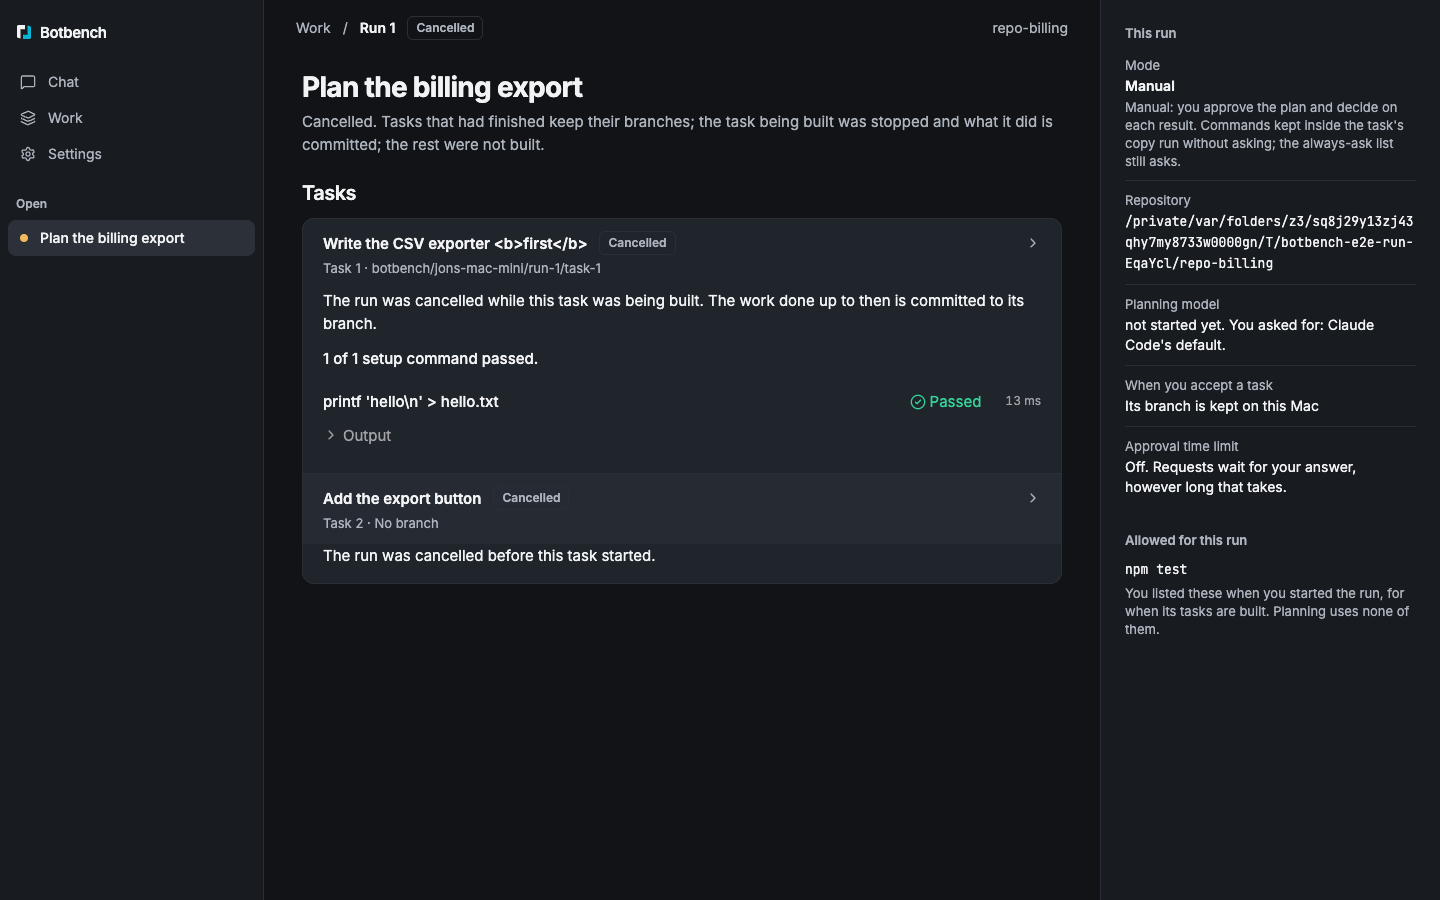 Botbench
Chat
Work
Settings
Open
Plan the billing export
Work / Run 1 Cancelled
repo-billing
Plan the billing export
Cancelled. Tasks that had finished keep their branches; the task being built was stopped and what it did is
committed; the rest were not built.
Tasks
Write the CSV exporter <b>first</b> Cancelled
Task 1 · botbench/jons-mac-mini/run-1/task-1
The run was cancelled while this task was being built. The work done up to then is committed to its
branch.
1 of 1 setup command passed.
printf 'hello\n' > hello.txt Passed 13 ms
Output
Add the export button Cancelled
Task 2 · No branch
The run was cancelled before this task started.
This run
Mode
Manual
Manual: you approve the plan and decide on
each result. Commands kept inside the task's
copy run without asking; the always-ask list
still asks.
Repository
/private/var/folders/z3/sq8j29y13zj43
qhy7my8733w0000gn/T/botbench-e2e-run-
EqaYcl/repo-billing
Planning model
not started yet. You asked for: Claude
Code's default.
When you accept a task
Its branch is kept on this Mac
Approval time limit
Off. Requests wait for your answer,
however long that takes.
Allowed for this run
npm test
You listed these when you started the run, for
when its tasks are built. Planning uses none of
them.